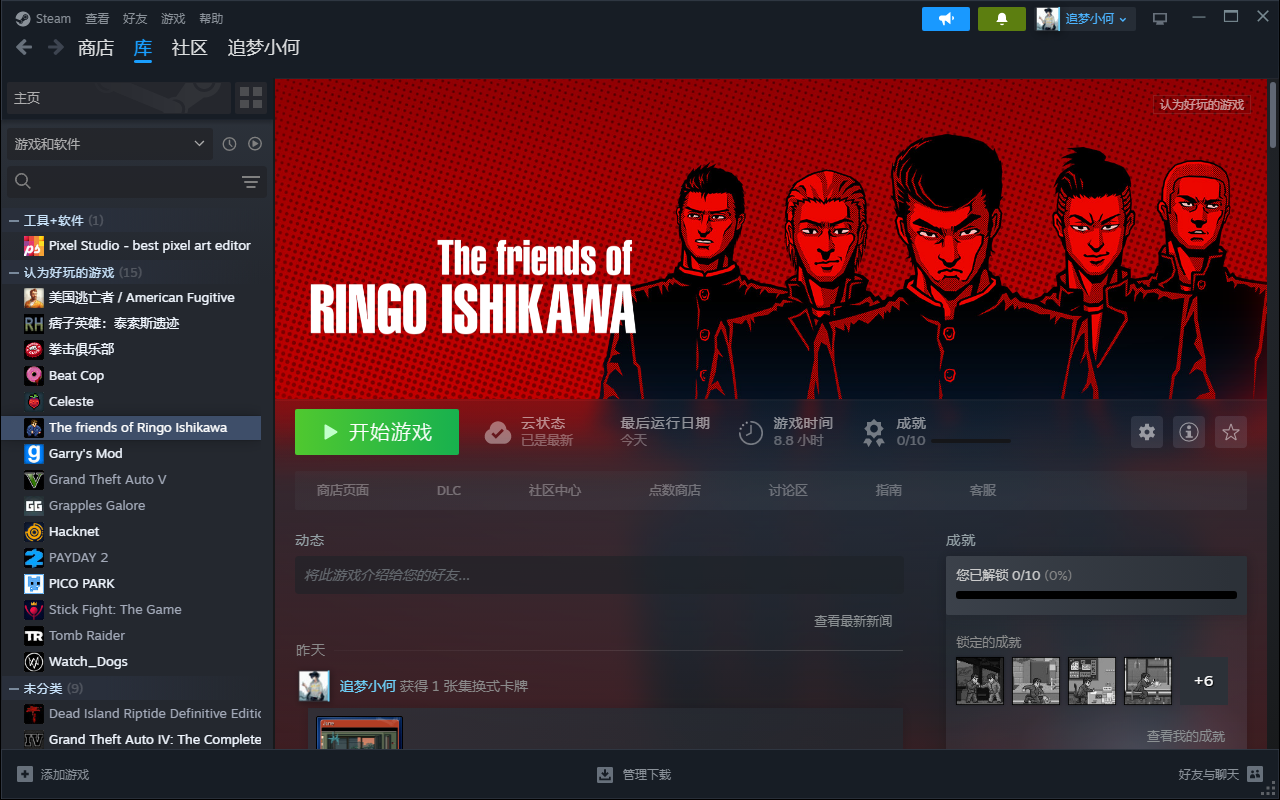 Steam 查看 好友 游戏 帮助
追梦小何
商店 库 社区 追梦小何
主页
游戏和软件
工具+软件 (1)
Pixel Studio - best pixel art editor
认为好玩的游戏 (15)
美国逃亡者 / American Fugitive
RH 痞子英雄：泰索斯遗迹
拳击俱乐部
Beat Cop
Celeste
The friends of Ringo Ishikawa
Garry's Mod
Grand Theft Auto V
GG Grapples Galore
Hacknet
PAYDAY 2
PICO PARK
Stick Fight: The Game
TR Tomb Raider
Watch_Dogs
未分类 (9)
Dead Island Riptide Definitive Editic
IV Grand Theft Auto IV: The Complete
认为好玩的游戏
The friends of
RINGO ISHIKAWA
开始游戏
云状态
已是最新
最后运行日期
今天
游戏时间
8.8 小时
成就
0/10
商店页面 DLC 社区中心 点数商店 讨论区 指南 客服
动态
将此游戏介绍给您的好友...
查看最新新闻
昨天
追梦小何 获得 1 张集换式卡牌
June
成就
您已解锁 0/10 (0%)
锁定的成就
+6
查看我的成就
添加游戏
管理下载
好友与聊天